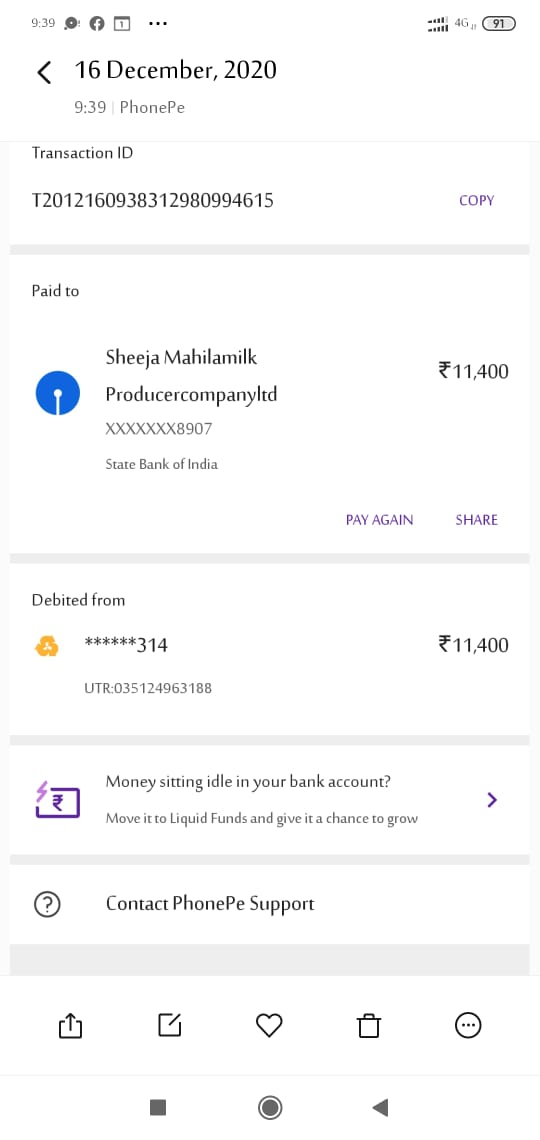 9:39 1 4G 91
16 December, 2020
9:39 | PhonePe
Transaction ID
T2012160938312980994615 COPY
Paid to
Sheeja Mahilamilk
Producercompanyltd
₹11,400
XXXXXXX8907
State Bank of India
PAY AGAIN SHARE
Debited from
******314 ₹11,400
UTR:035124963188
Money sitting idle in your bank account?
Move it to Liquid Funds and give it a chance to grow
Contact PhonePe Support